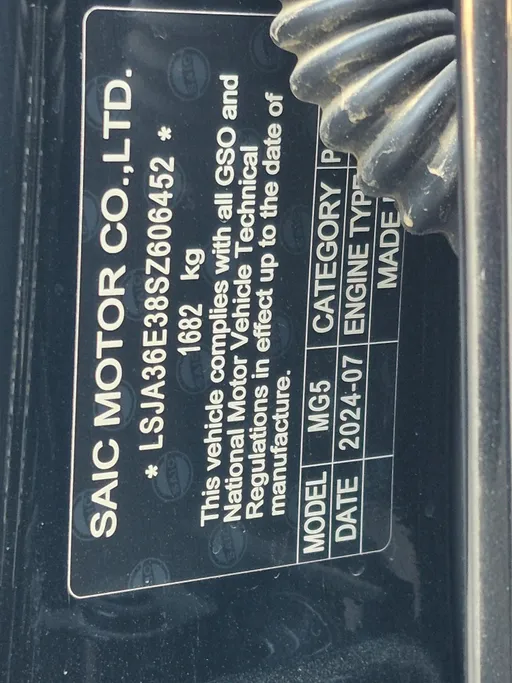 SAIC MOTOR CO.,LTD.
* LSJA36E38SZ606452 *
1682 kg
This vehicle complies with all GSO and
National Motor Vehicle Technical
Regulations in effect up to the date of
manufacture.
MODEL MG5 CATEGORY P
DATE 2024-07 ENGINE TYPE
MADE